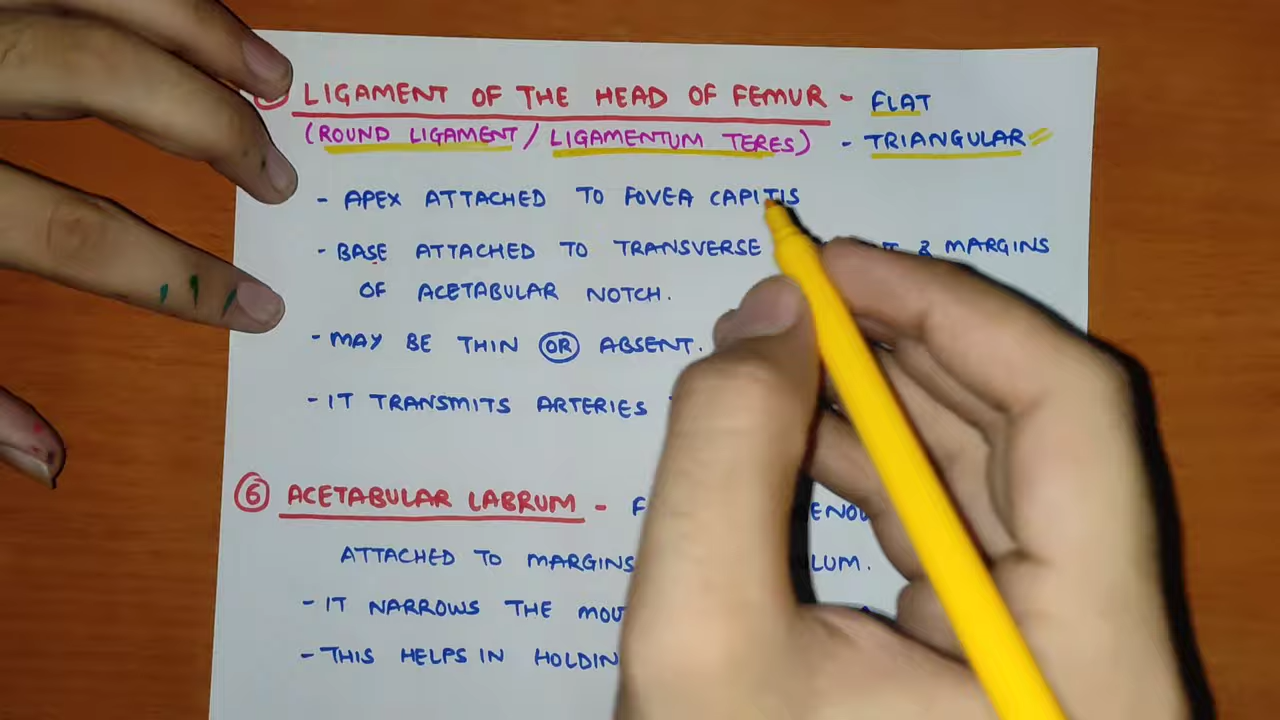 LIGAMENT OF THE HEAD OF FEMUR - FLAT
(ROUND LIGAMENT / LIGAMENTUM TERES) - TRIANGULAR
- APEX ATTACHED TO FOVEA CAPITIS
- BASE ATTACHED TO TRANSVERSE & MARGINS
OF ACETABULAR NOTCH.
- MAY BE THIN OR ABSENT.
- IT TRANSMITS ARTERIES
6 ACETABULAR LABRUM -
ATTACHED TO MARGINS
- IT NARROWS THE
- THIS HELPS IN